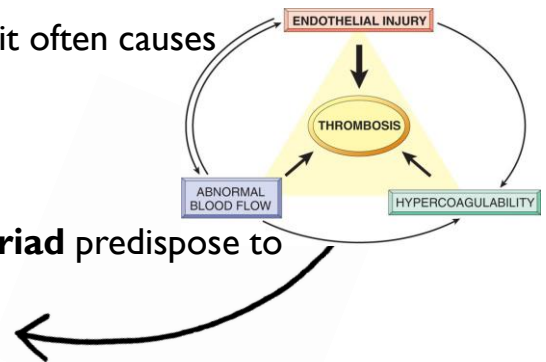 it often causes
ENDOTHELIAL INJURY
THROMBOSIS
ABNORMAL
BLOOD FLOW
HYPERCOAGULABILITY
riad predispose to